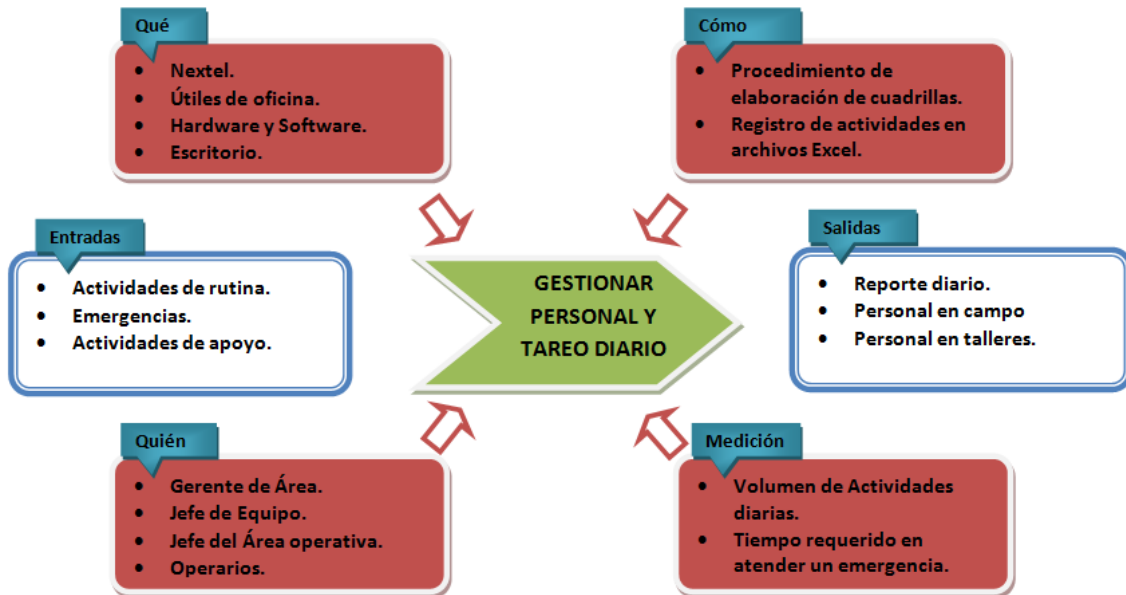 Qué
• Nextel.
• Útiles de oficina.
• Hardware y Software.
• Escritorio.
Cómo
• Procedimiento de
elaboración de cuadrillas.
• Registro de actividades en
archivos Excel.
Entradas
• Actividades de rutina.
• Emergencias.
• Actividades de apoyo.
GESTIONAR
PERSONAL Y
TAREO DIARIO
Salidas
• Reporte diario.
• Personal en campo
• Personal en talleres.
Quién
• Gerente de Área.
• Jefe de Equipo.
• Jefe del Área operativa.
• Operarios.
Medición
• Volumen de Actividades
diarias.
• Tiempo requerido en
atender un emergencia.